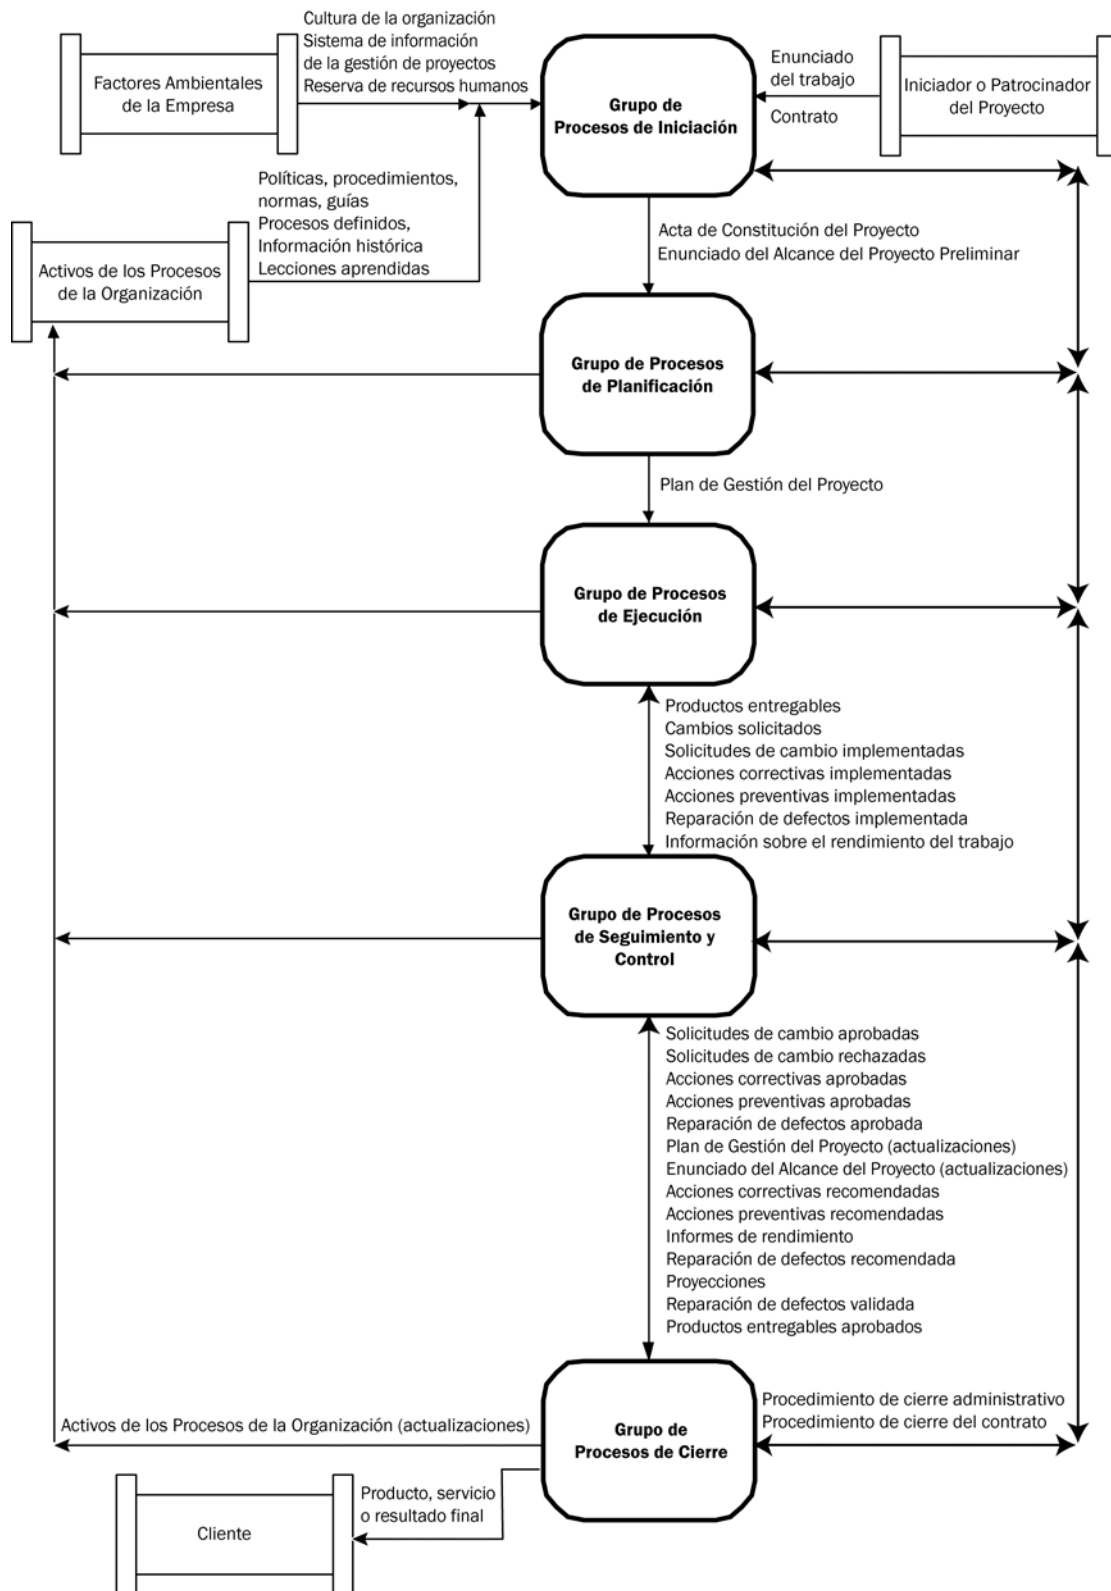 Cultura de la organización
Sistema de información
de la gestión de proyectos
Reserva de recursos humanos
Factores Ambientales
de la Empresa
Grupo de
Procesos de Iniciación
Enunciado
del trabajo
Contrato
Iniciador o Patrocinador
del Proyecto
Políticas, procedimientos,
normas, guías
Procesos definidos,
Información histórica
Lecciones aprendidas
Activos de los Procesos
de la Organización
Acta de Constitución del Proyecto
Enunciado del Alcance del Proyecto Preliminar
Grupo de Procesos
de Planificación
Plan de Gestión del Proyecto
Grupo de Procesos
de Ejecución
Productos entregables
Cambios solicitados
Solicitudes de cambio implementadas
Acciones correctivas implementadas
Acciones preventivas implementadas
Reparación de defectos implementada
Información sobre el rendimiento del trabajo
Grupo de Procesos
de Seguimiento y
Control
Solicitudes de cambio aprobadas
Solicitudes de cambio rechazadas
Acciones correctivas aprobadas
Acciones preventivas aprobadas
Reparación de defectos aprobada
Plan de Gestión del Proyecto (actualizaciones)
Enunciado del Alcance del Proyecto (actualizaciones)
Acciones correctivas recomendadas
Acciones preventivas recomendadas
Informes de rendimiento
Reparación de defectos recomendada
Proyecciones
Reparación de defectos validada
Productos entregables aprobados
Activos de los Procesos de la Organización (actualizaciones)
Grupo de
Procesos de Cierre
Procedimiento de cierre administrativo
Procedimiento de cierre del contrato
Producto, servicio
o resultado final
Cliente